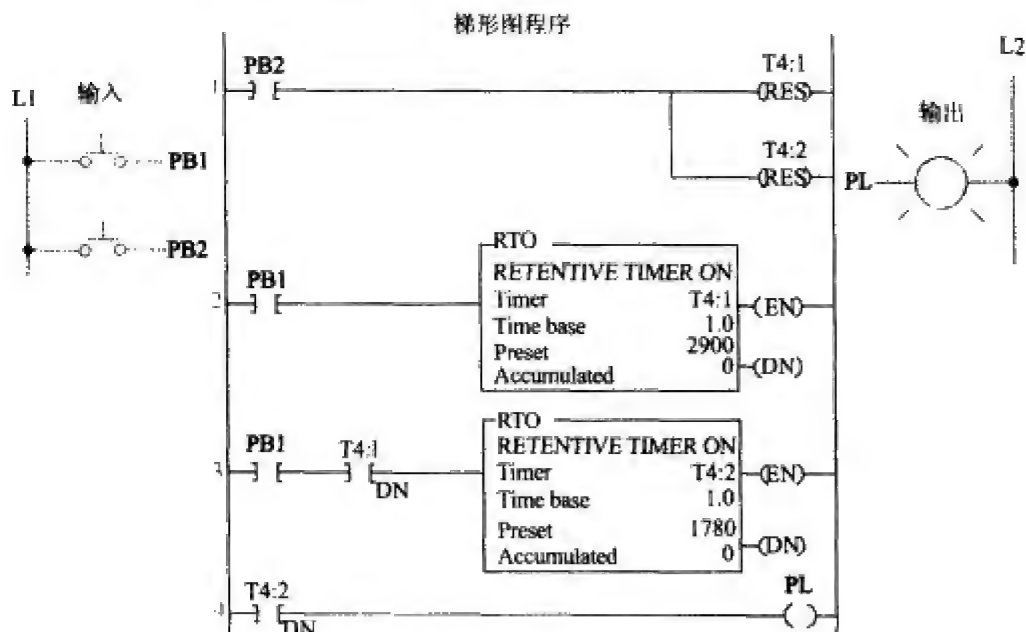 梯形图程序
L1
输入
PB1
PB2
1
PB2
T4:1
(RES)
T4:2
(RES)
L2
输出
PL
2
PB1
RTO
RETENTIVE TIMER ON
Timer T4:1
Time base 1.0
Preset 2900
Accumulated 0
(EN)
(DN)
3
PB1
T4:1
DN
RTO
RETENTIVE TIMER ON
Timer T4:2
Time base 1.0
Preset 1780
Accumulated 0
(EN)
(DN)
T4:2
DN
PL